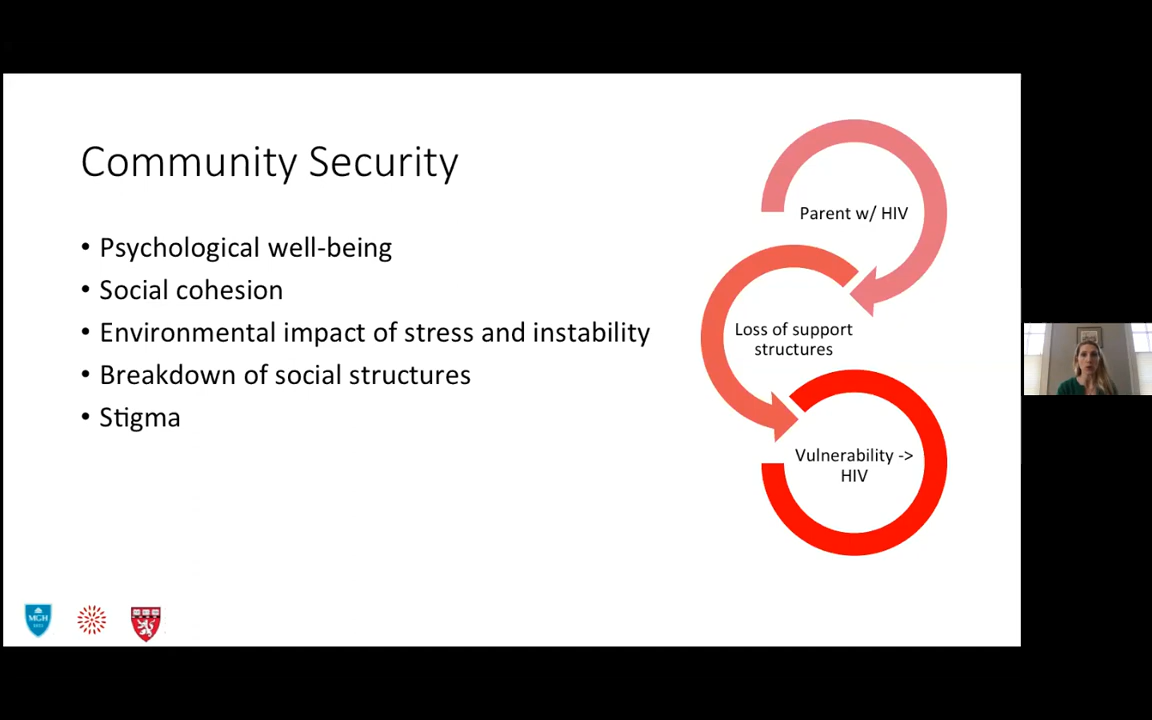 Community Security
• Psychological well-being
• Social cohesion
• Environmental impact of stress and instability
• Breakdown of social structures
• Stigma
Parent w/ HIV
Loss of support
structures
Vulnerability ->
HIV
MGH